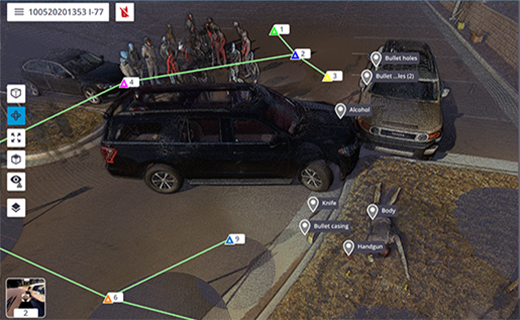 100520201353 I-77
1
2
3
4
Bullet holes
Bullet ...les (2)
Alcohol
Knife
Body
Bullet casing
Handgun
9
6
2